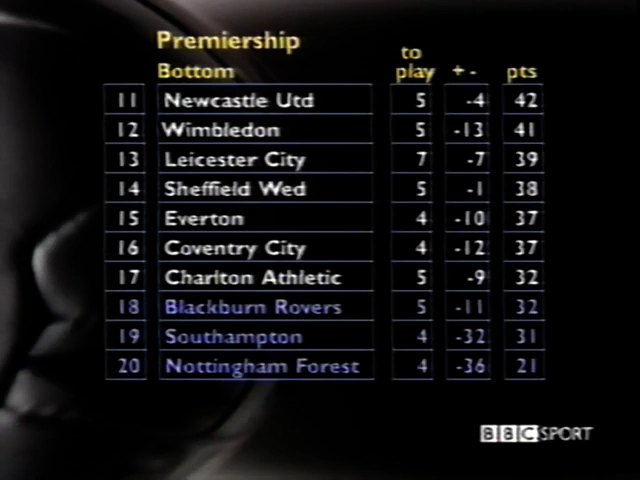 Premiership
Bottom to play + - pts
11 Newcastle Utd 5 -4 42
12 Wimbledon 5 -13 41
13 Leicester City 7 -7 39
14 Sheffield Wed 5 -1 38
15 Everton 4 -10 37
16 Coventry City 4 -12 37
17 Charlton Athletic 5 -9 32
18 Blackburn Rovers 5 -11 32
19 Southampton 4 -32 31
20 Nottingham Forest 4 -36 21
BBC SPORT